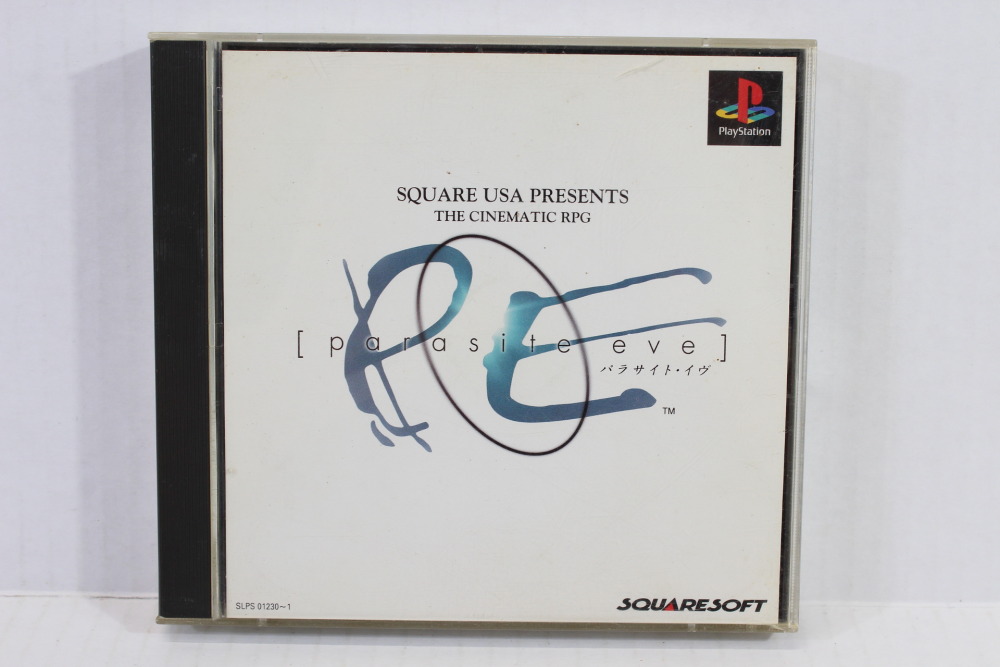 PlayStation
SQUARE USA PRESENTS
THE CINEMATIC RPG
[ parasite eve ]
パラサイト・イヴ
TM
SLPS 01230~1
SQUARESOFT